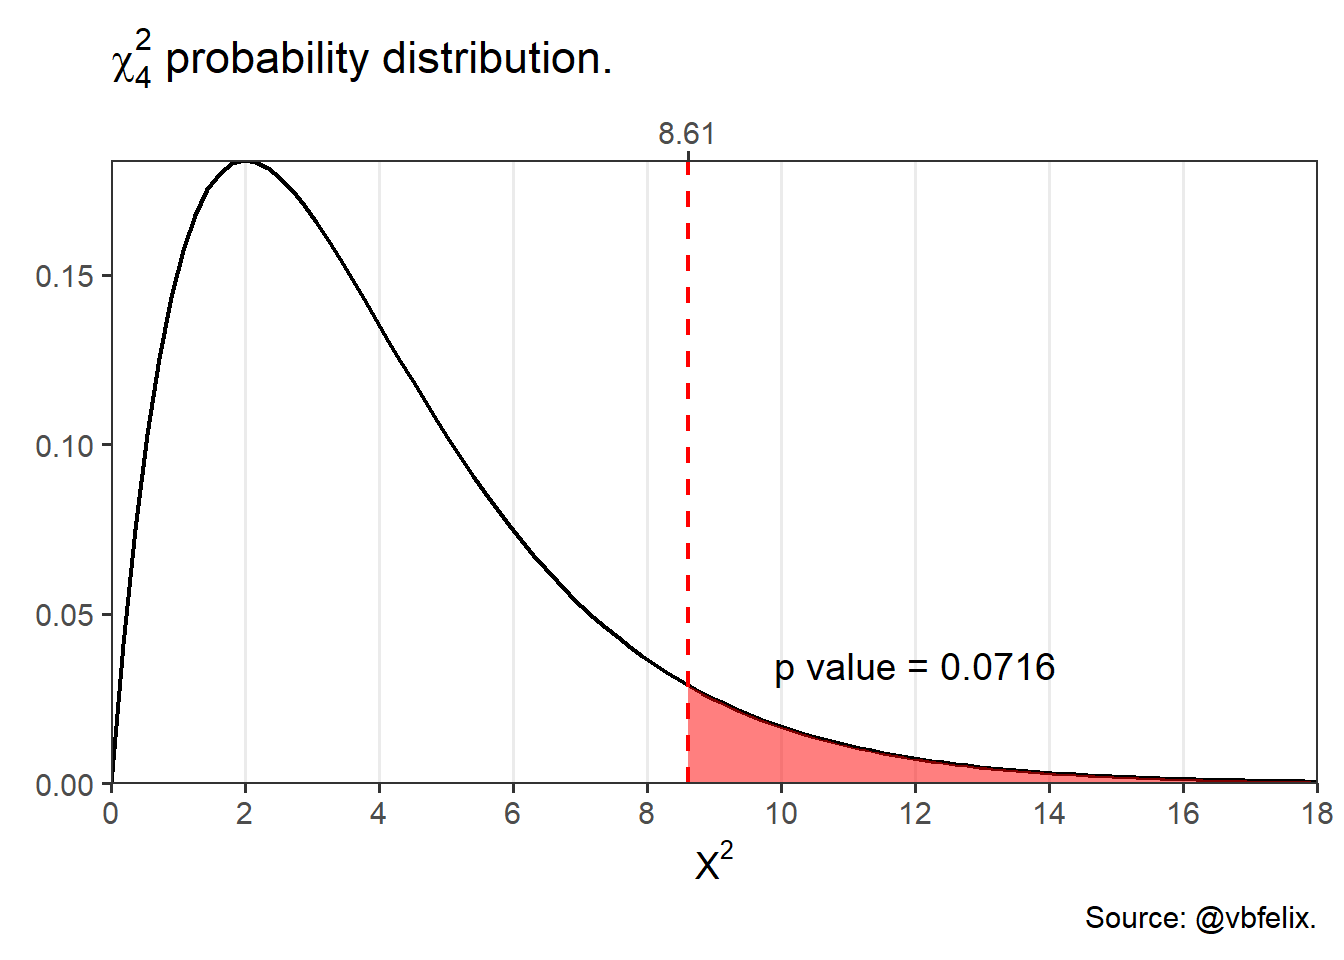 χ²₄ probability distribution.
8.61
0.15
0.10
0.05
0.00
p value = 0.0716
0 2 4 6 8 10 12 14 16 18
X²
Source: @vbfelix.